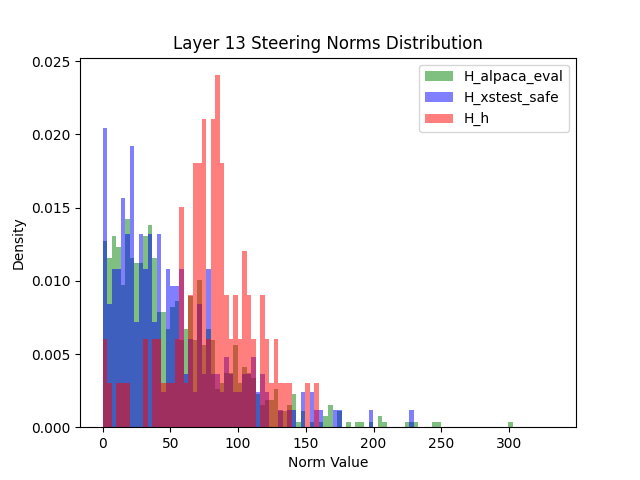 Layer 13 Steering Norms Distribution
H_alpaca_eval
H_xstest_safe
H_h
0.025
0.020
0.015
0.010
0.005
0.000
Density
0 50 100 150 200 250 300
Norm Value